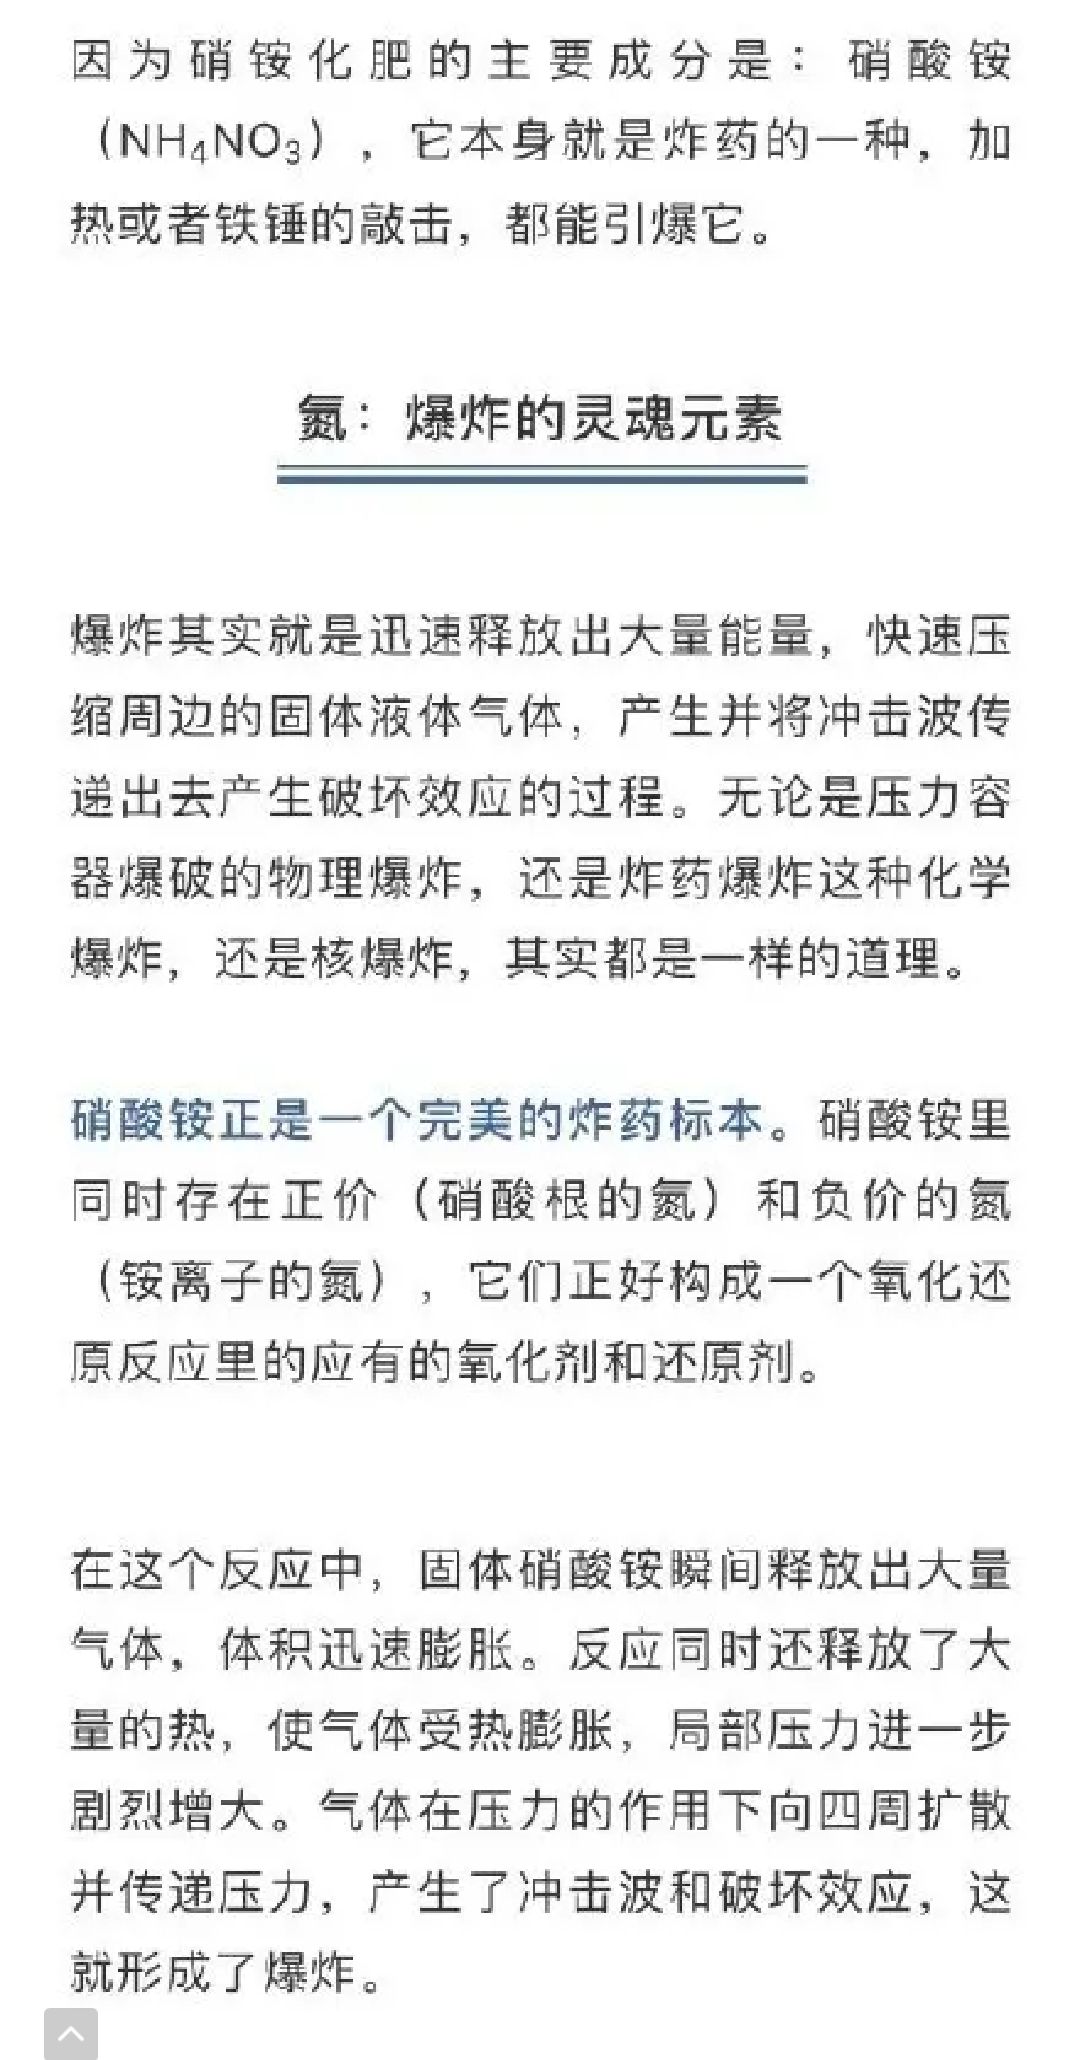 因为硝铵化肥的主要成分是：硝酸铵
（NH₄NO₃），它本身就是炸药的一种，加
热或者铁锤的敲击，都能引爆它。
氮：爆炸的灵魂元素
爆炸其实就是迅速释放出大量能量，快速压
缩周边的固体液体气体，产生并将冲击波传
递出去产生破坏效应的过程。无论是压力容
器爆破的物理爆炸，还是炸药爆炸这种化学
爆炸，还是核爆炸，其实都是一样的道理。
硝酸铵正是一个完美的炸药标本。硝酸铵里
同时存在正价（硝酸根的氮）和负价的氮
（铵离子的氮），它们正好构成一个氧化还
原反应里的应有的氧化剂和还原剂。
在这个反应中，固体硝酸铵瞬间释放出大量
气体，体积迅速膨胀。反应同时还释放了大
量的热，使气体受热膨胀，局部压力进一步
剧烈增大。气体在压力的作用下向四周扩散
并传递压力，产生了冲击波和破坏效应，这
就形成了爆炸。